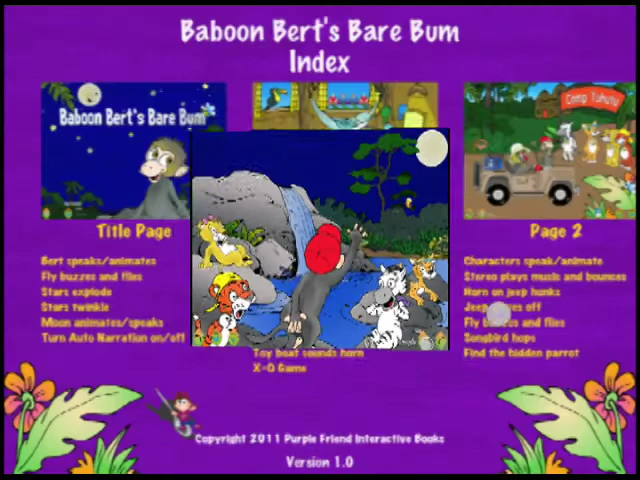 Baboon Bert's Bare Bum
Index
Baboon Bert's Bare Bum
Camp Tuhutu
Title Page
Page 2
Bert speaks/animates
Fly buzzes and flies
Stars explode
Stars twinkle
Moon animates/speaks
Turn Auto Narration on/off
Toy boat sounds horn
X-O Game
Characters speak/animate
Stereo plays music and bounces
Horn on jeep honks
Jeep off
Fly and flies
Songbird hops
Find the hidden parrot
Copyright 2011 Purple Friend Interactive Books
Version 1.0